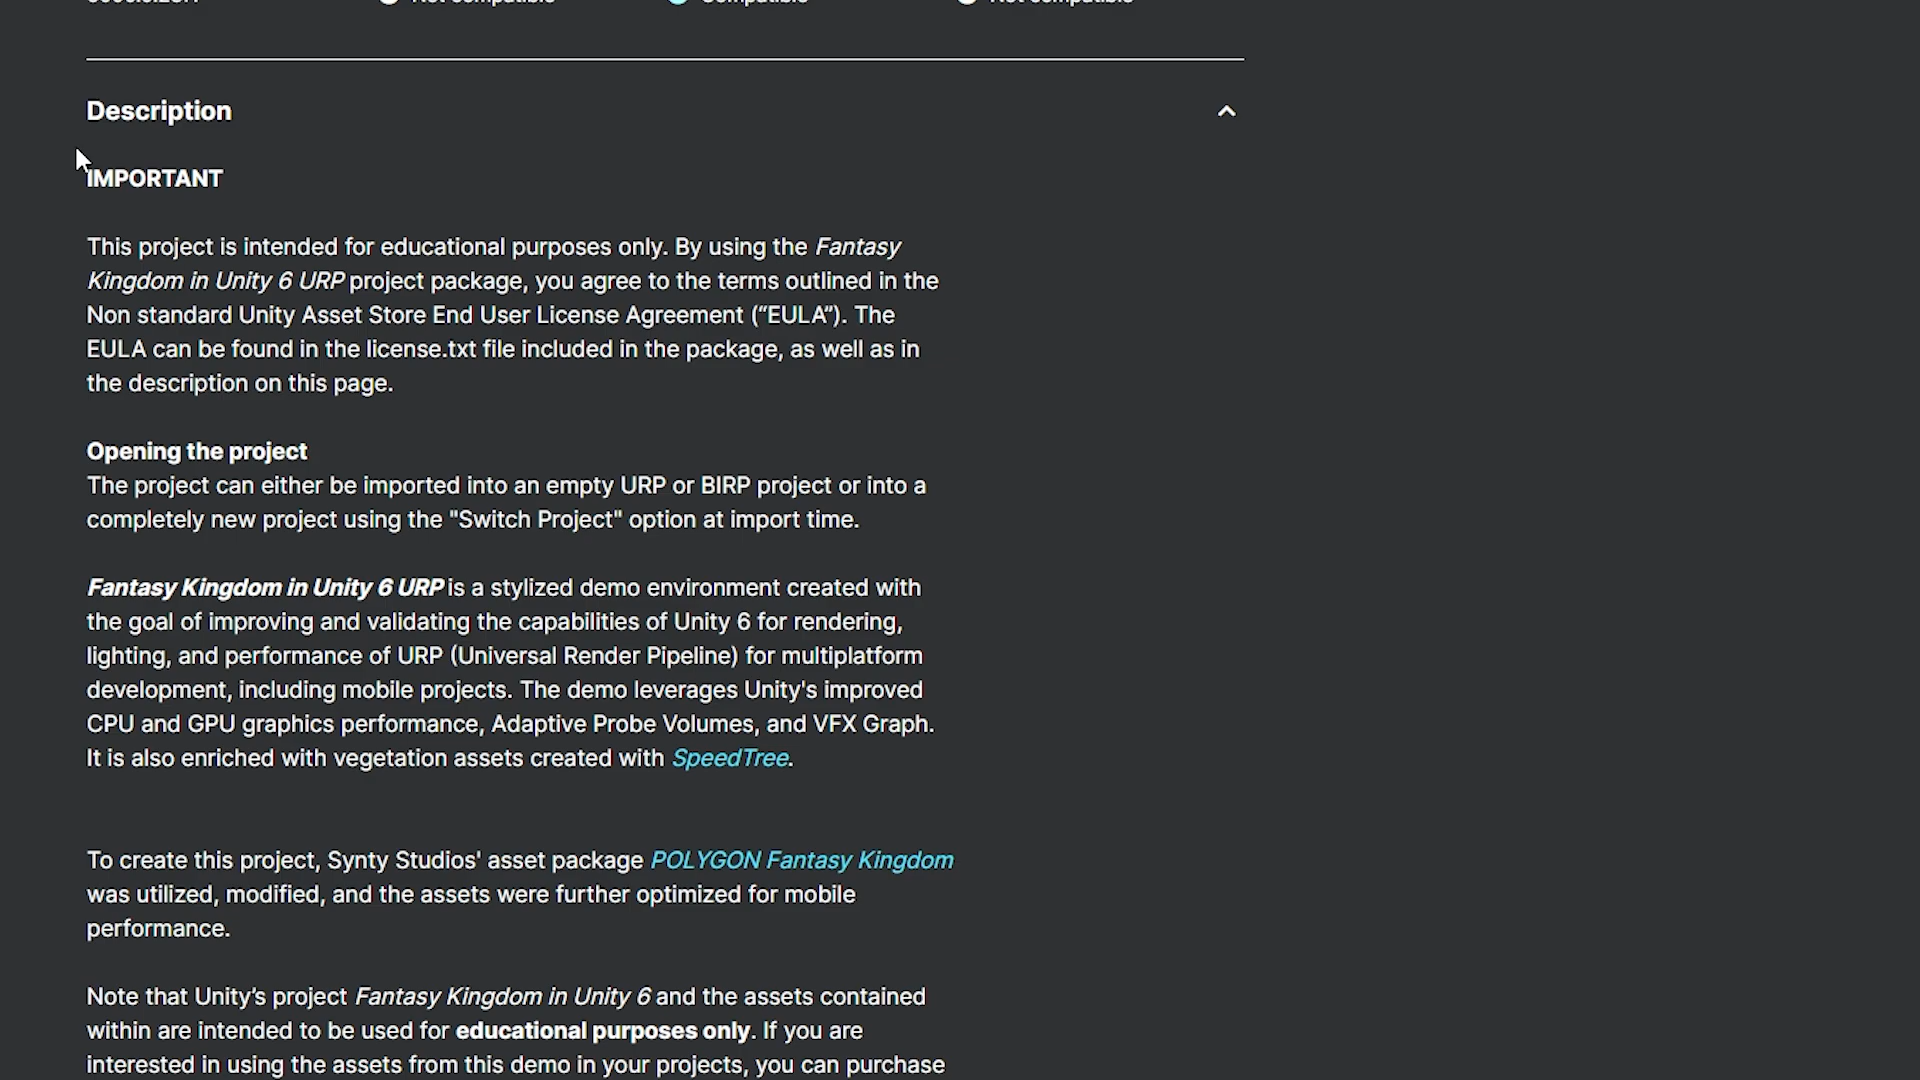 Not compatible Compatible Not compatible
Description
IMPORTANT
This project is intended for educational purposes only. By using the Fantasy
Kingdom in Unity 6 URP project package, you agree to the terms outlined in the
Non standard Unity Asset Store End User License Agreement (“EULA”). The
EULA can be found in the license.txt file included in the package, as well as in
the description on this page.
Opening the project
The project can either be imported into an empty URP or BIRP project or into a
completely new project using the "Switch Project" option at import time.
Fantasy Kingdom in Unity 6 URP is a stylized demo environment created with
the goal of improving and validating the capabilities of Unity 6 for rendering,
lighting, and performance of URP (Universal Render Pipeline) for multiplatform
development, including mobile projects. The demo leverages Unity's improved
CPU and GPU graphics performance, Adaptive Probe Volumes, and VFX Graph.
It is also enriched with vegetation assets created with SpeedTree.
To create this project, Synty Studios' asset package POLYGON Fantasy Kingdom
was utilized, modified, and the assets were further optimized for mobile
performance.
Note that Unity’s project Fantasy Kingdom in Unity 6 and the assets contained
within are intended to be used for educational purposes only. If you are
interested in using the assets from this demo in your projects, you can purchase